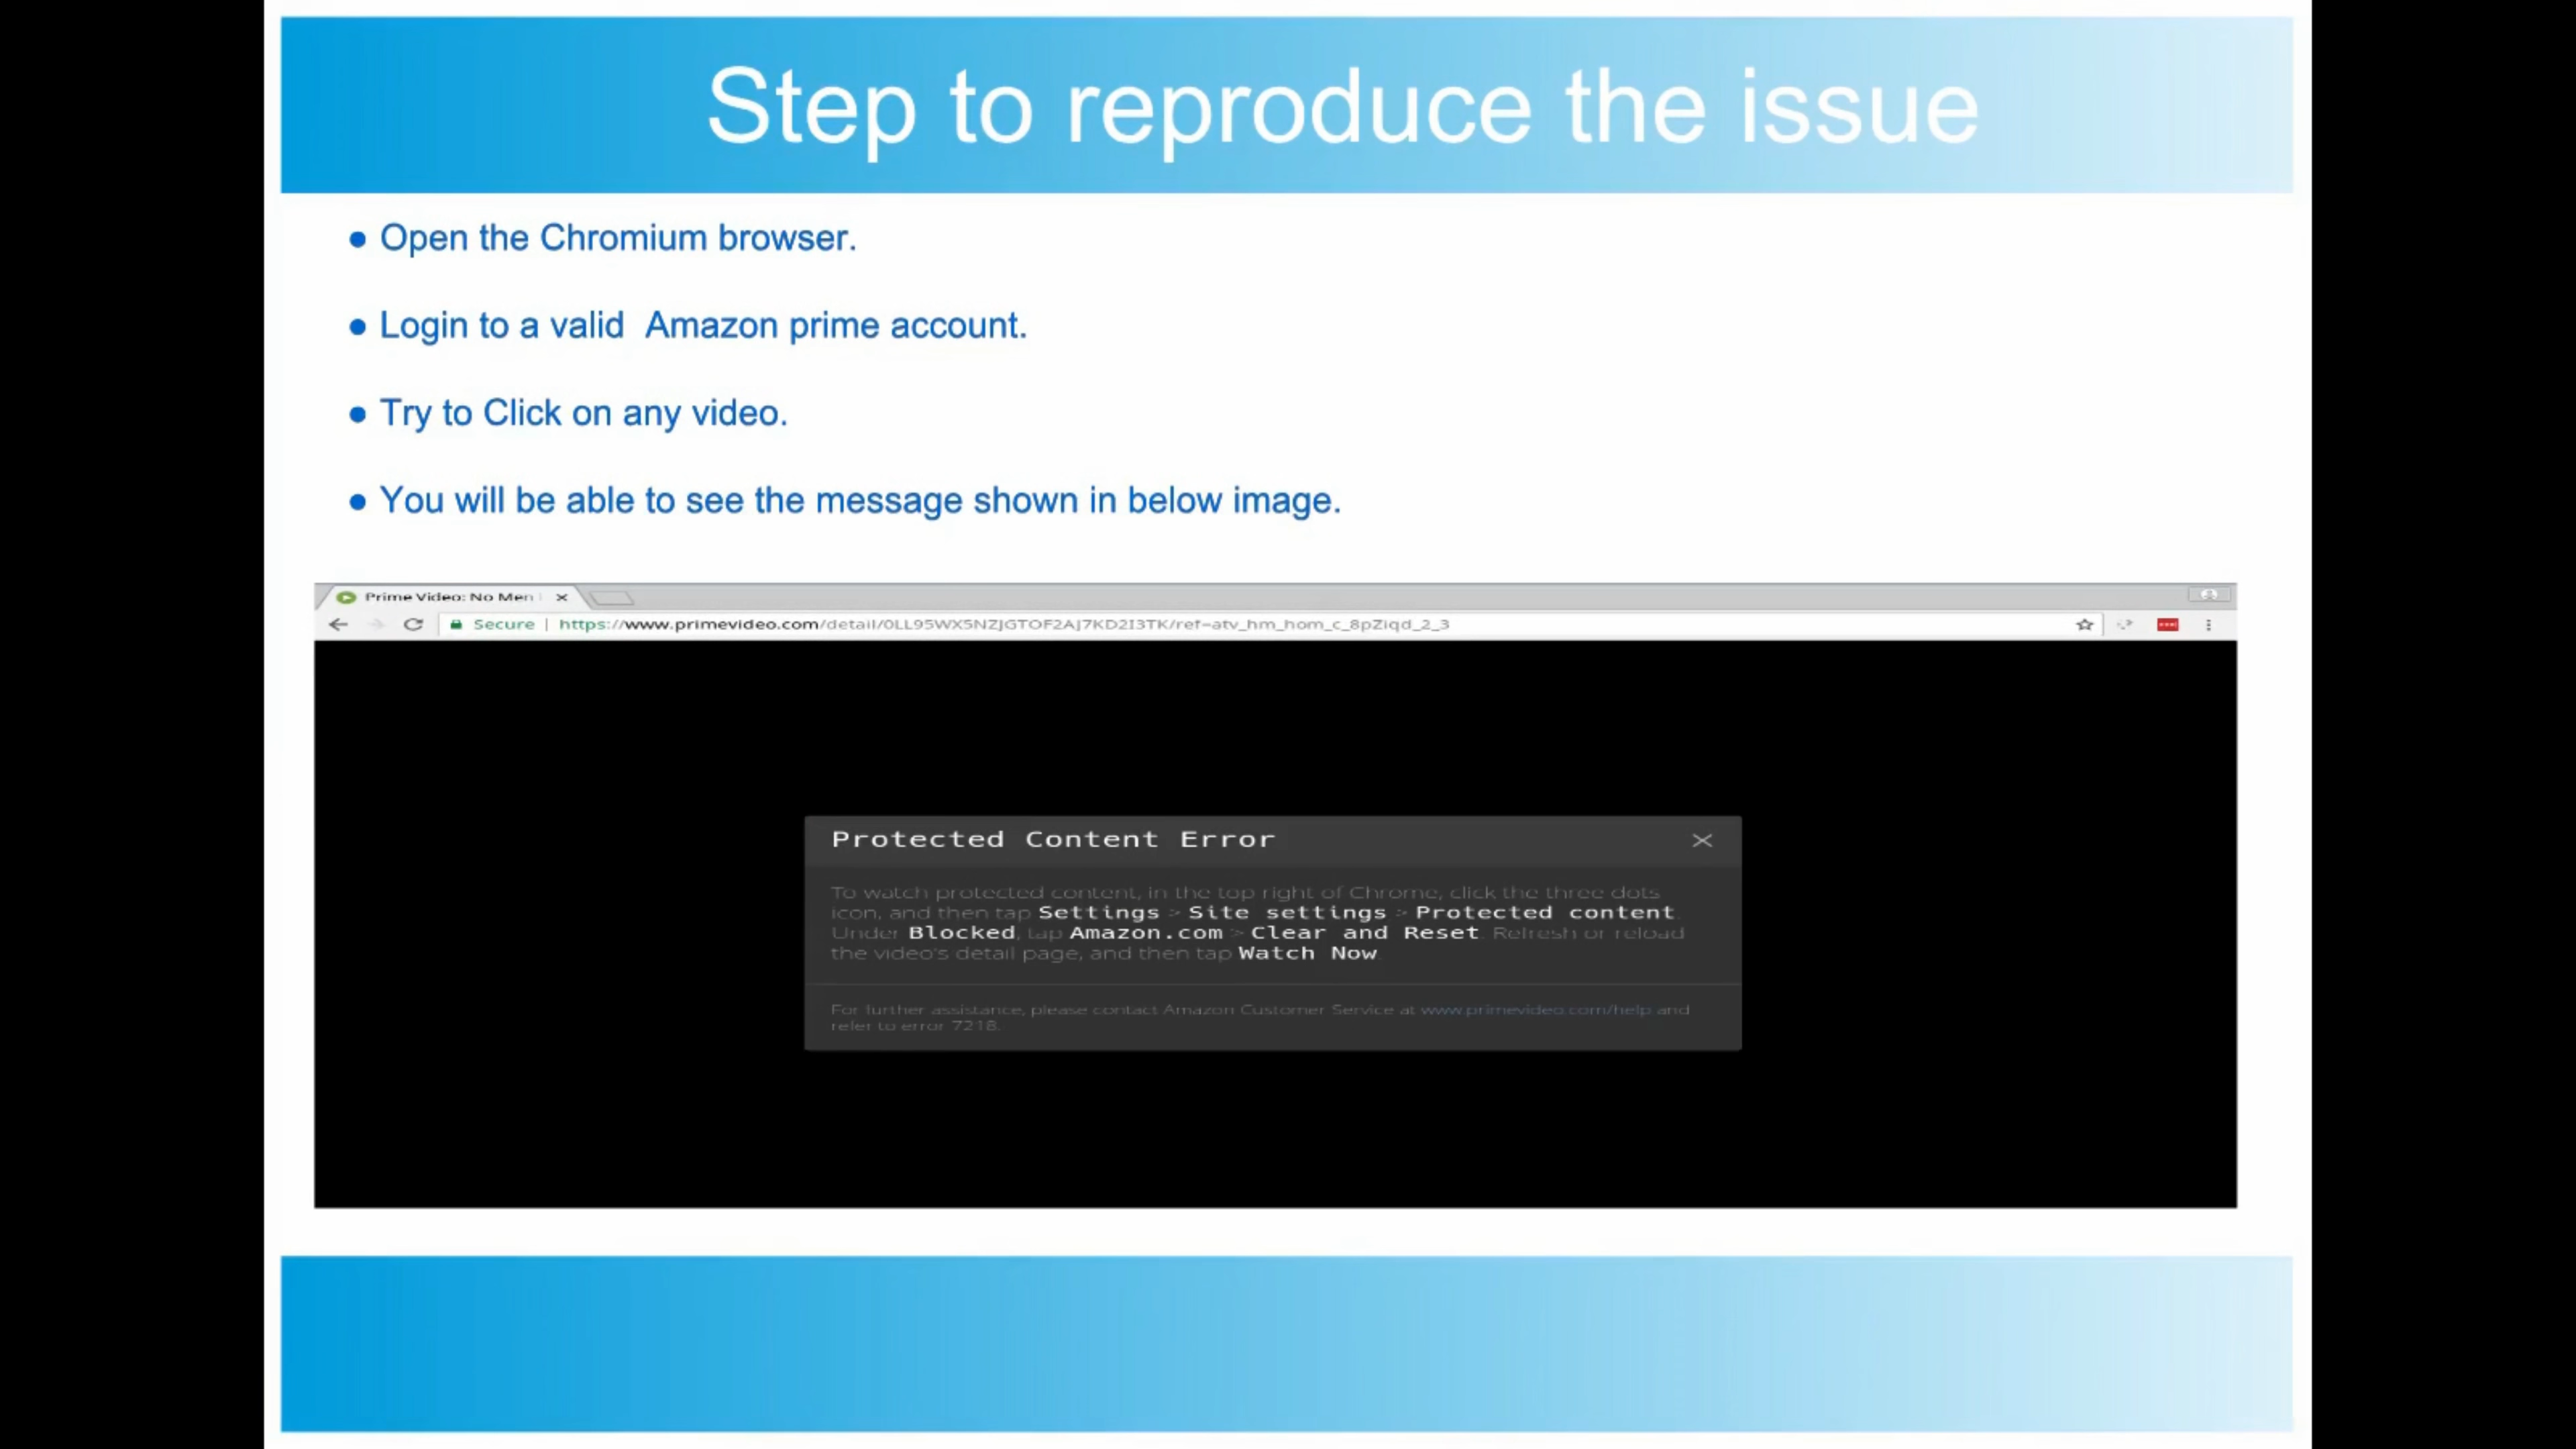 Step to reproduce the issue
● Open the Chromium browser.
● Login to a valid  Amazon prime account.
● Try to Click on any video.
● You will be able to see the message shown in below image.
Prime Video: No Men
Secure | https://www.primevideo.com/detail/0LL95WX5NZJGTOF2AJ7KD2I3TK/ref=atv_hm_hom_c_8pZiqd_2_3
Protected Content Error
To watch protected content, in the top right of Chrome, click the three dots
icon, and then tap Settings > Site settings > Protected content.
Under Blocked, tap Amazon.com > Clear and Reset. Refresh or reload
the video's detail page, and then tap Watch Now.
For further assistance, please contact Amazon Customer Service at www.primevideo.com/help and
refer to error 7218.